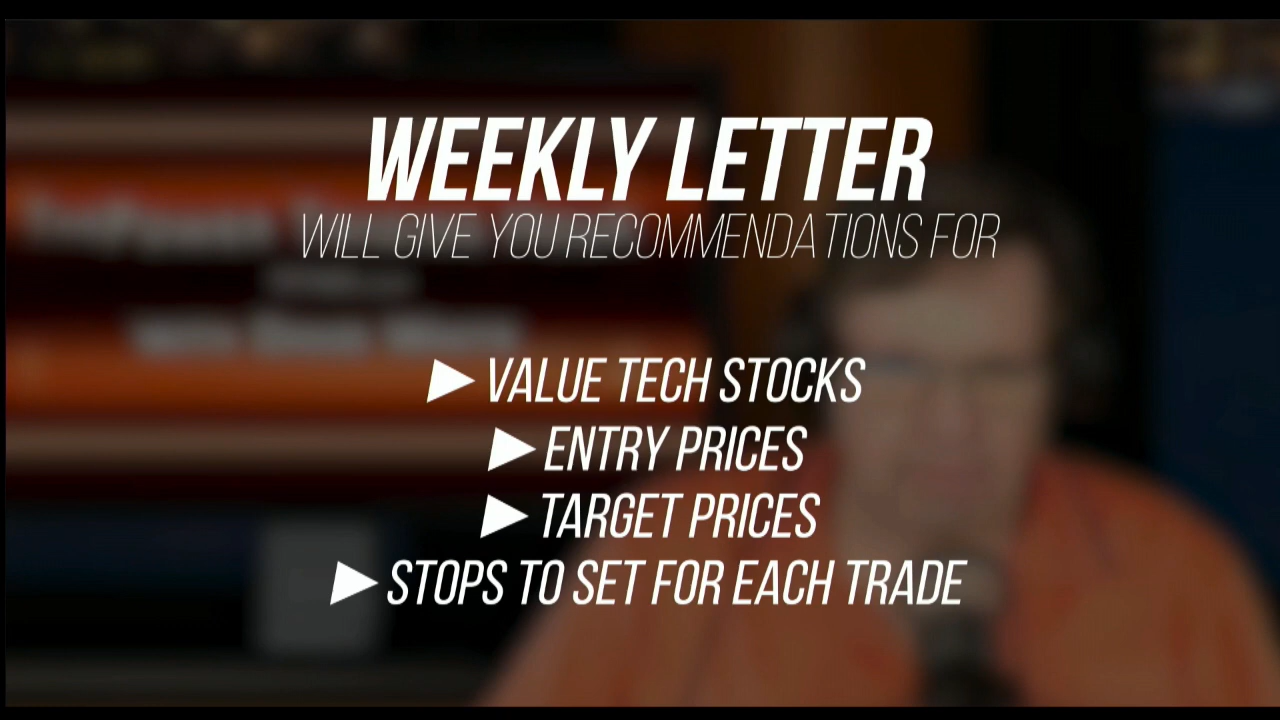 WEEKLY LETTER
WILL GIVE YOU RECOMMENDATIONS FOR
▶ VALUE TECH STOCKS
▶ ENTRY PRICES
▶ TARGET PRICES
▶ STOPS TO SET FOR EACH TRADE